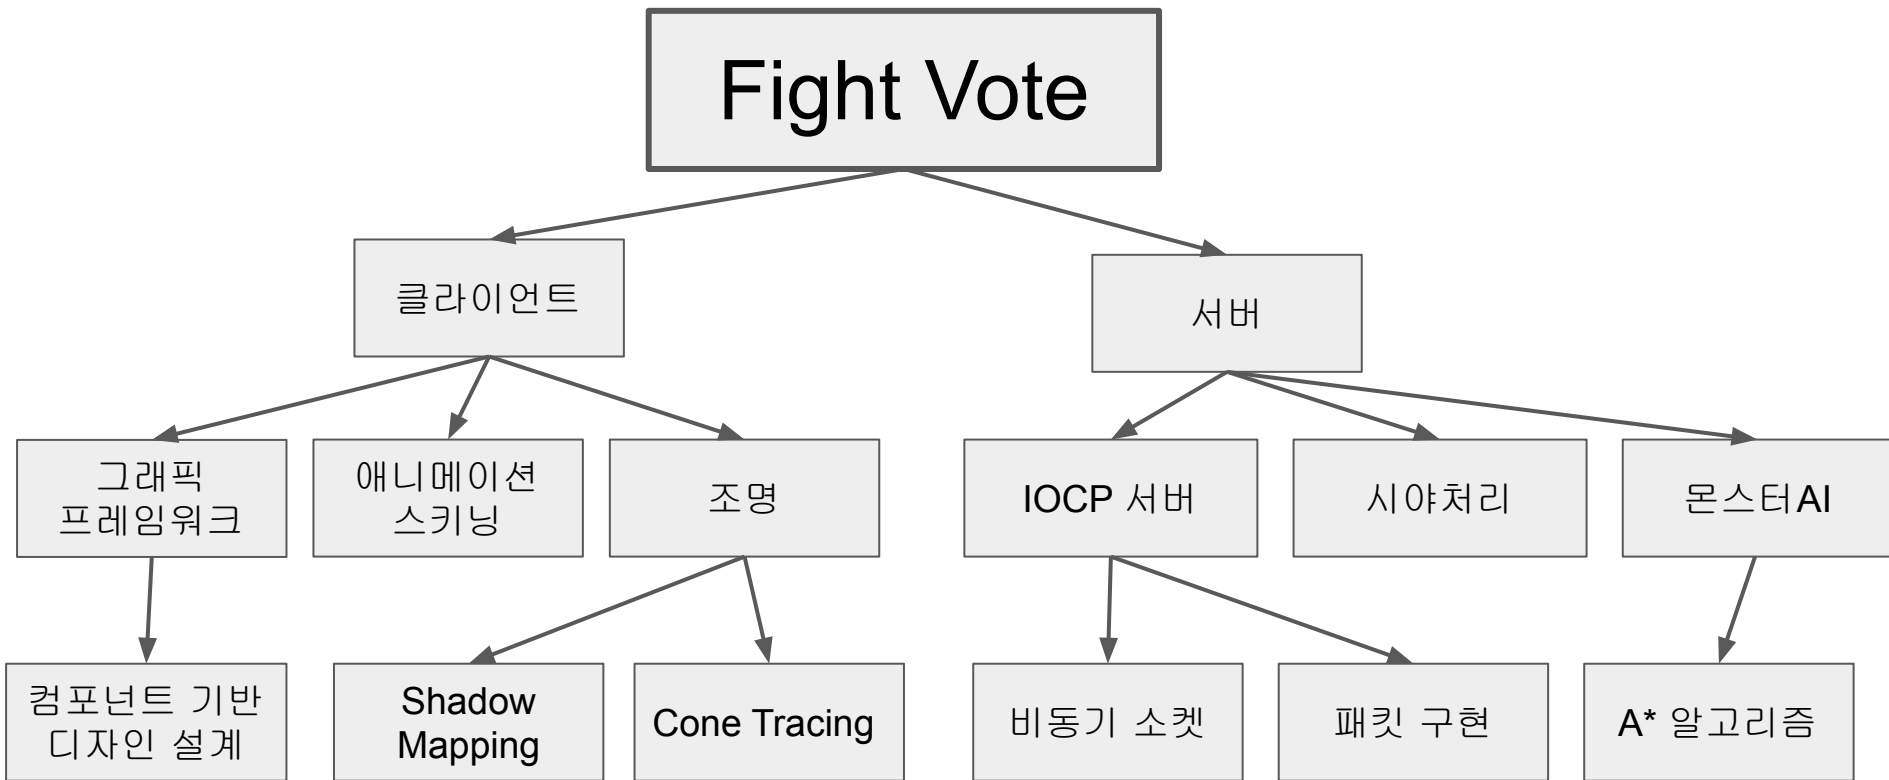 Fight Vote
클라이언트
서버
그래픽
프레임워크
애니메이션
스키닝
조명
IOCP 서버
시야처리
몬스터AI
컴포넌트 기반
디자인 설계
Shadow
Mapping
Cone Tracing
비동기 소켓
패킷 구현
A* 알고리즘